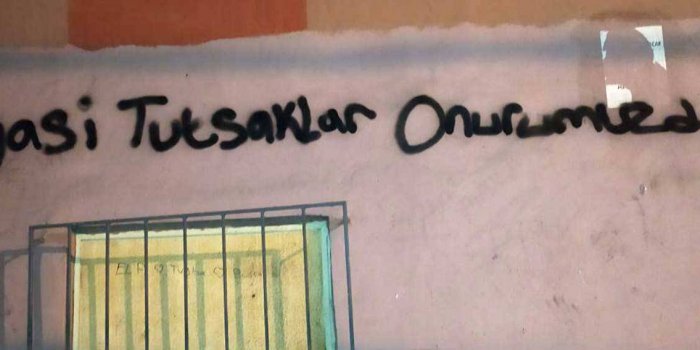 yasi Tutsaklar Onurumuzd